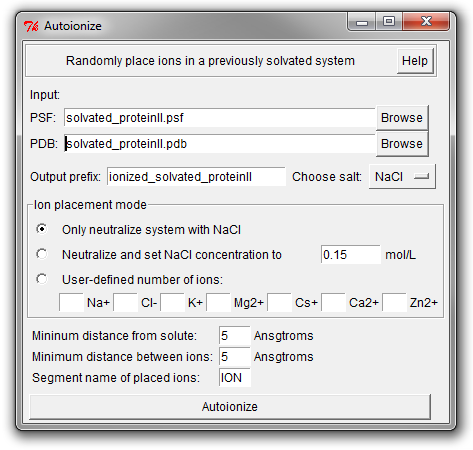 Autoionize
Randomly place ions in a previously solvated system Help
Input:
PSF: solvated_proteinII.psf Browse
PDB: solvated_proteinII.pdb Browse
Output prefix: ionized_solvated_proteinII Choose salt: NaCl
Ion placement mode
Only neutralize system with NaCl
Neutralize and set NaCl concentration to 0.15 mol/L
User-defined number of ions:
Na+ Cl- K+ Mg2+ Cs+ Ca2+ Zn2+
Mininum distance from solute: 5 Ansgtroms
Minimum distance between ions: 5 Ansgtroms
Segment name of placed ions: ION
Autoionize